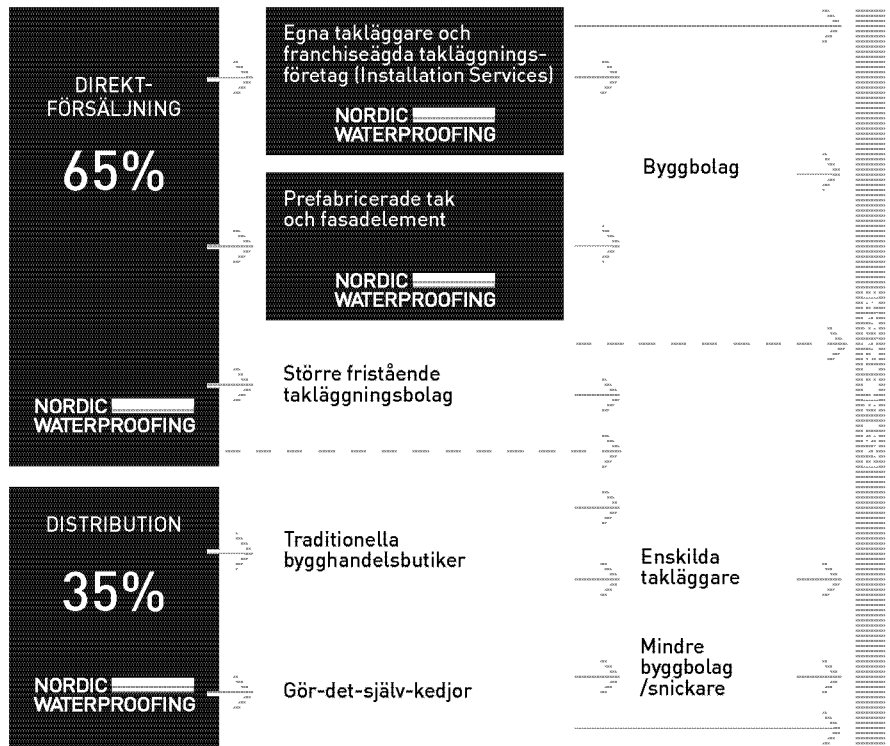 DIREKT-
FÖRSÄLJNING
65%
NORDIC
WATERPROOFING
Egna takläggare och
franchiseägda takläggnings-
företag (Installation Services)
NORDIC
WATERPROOFING
Prefabricerade tak
och fasadelement
NORDIC
WATERPROOFING
Större fristående
takläggningsbolag
Byggbolag
DISTRIBUTION
35%
NORDIC
WATERPROOFING
Traditionella
bygghandelsbutiker
Gör-det-själv-kedjor
Enskilda
takläggare
Mindre
byggbolag
/snickare